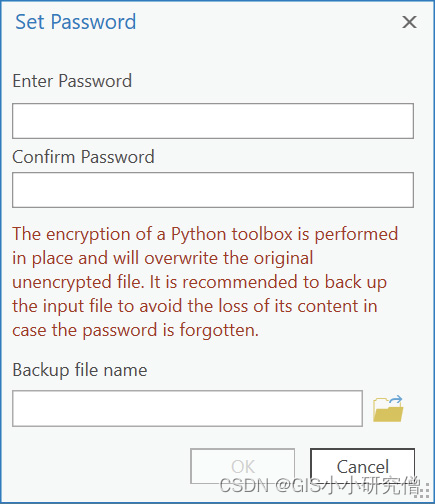 Set Password
Enter Password
Confirm Password
The encryption of a Python toolbox is performed
in place and will overwrite the original
unencrypted file. It is recommended to back up
the input file to avoid the loss of its content in
case the password is forgotten.
Backup file name
OK
Cancel
CSDN @GIS小小研究僧